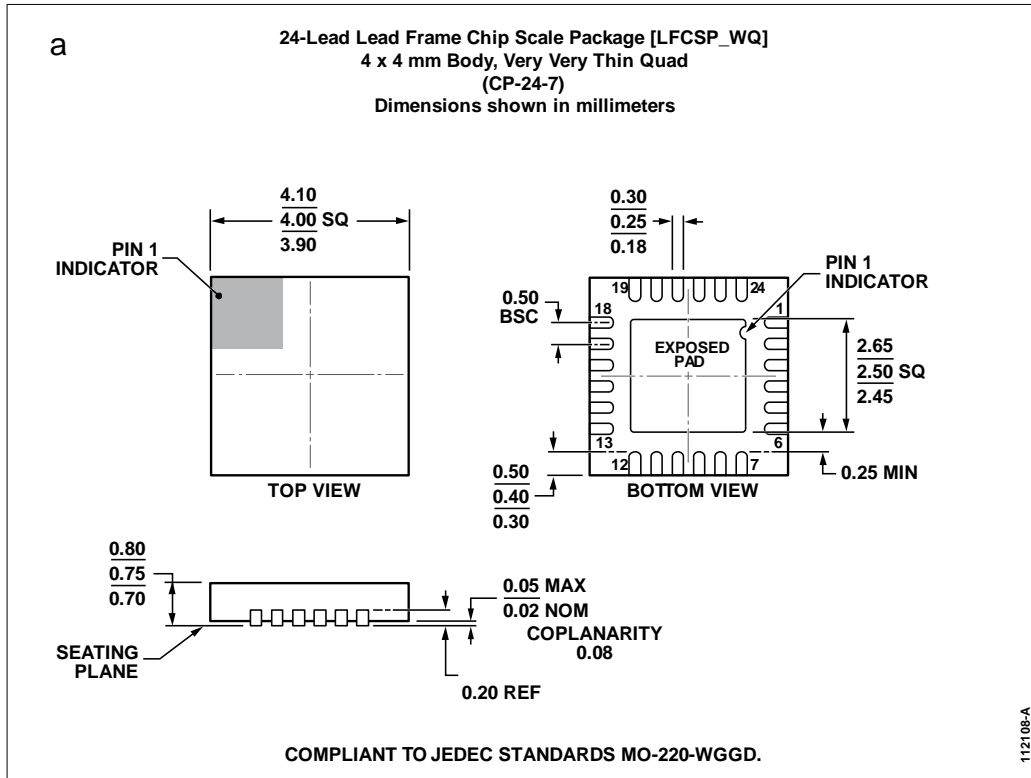 a
24-Lead Lead Frame Chip Scale Package [LFCSP_WQ]
4 x 4 mm Body, Very Very Thin Quad
(CP-24-7)
Dimensions shown in millimeters
4.10
4.00 SQ
3.90
PIN 1
INDICATOR
TOP VIEW
0.30
0.25
0.18
PIN 1
INDICATOR
0.50
BSC
19
24
18
1
EXPOSED
PAD
2.65
2.50 SQ
2.45
13
6
12
7
0.25 MIN
0.50
0.40
0.30
BOTTOM VIEW
0.80
0.75
0.70
SEATING
PLANE
0.05 MAX
0.02 NOM
COPLANARITY
0.08
0.20 REF
COMPLIANT TO JEDEC STANDARDS MO-220-WGGD.
112108-A